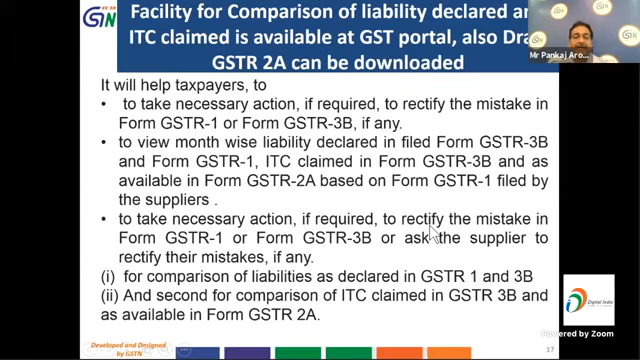 GSTN
Facility for Comparison of liability declared an
ITC claimed is available at GST portal, also Dra
GSTR 2A can be downloaded
Mr Pankaj Aro...
It will help taxpayers, to
• to take necessary action, if required, to rectify the mistake in
Form GSTR-1 or Form GSTR-3B, if any.
• to view month wise liability declared in filed Form GSTR-3B
and Form GSTR-1, ITC claimed in Form GSTR-3B and as
available in Form GSTR-2A based on Form GSTR-1 filed by
the suppliers .
• to take necessary action, if required, to rectify the mistake in
Form GSTR-1 or Form GSTR-3B or ask the supplier to
rectify their mistakes, if any.
(i) for comparison of liabilities as declared in GSTR 1 and 3B
(ii) And second for comparison of ITC claimed in GSTR 3B and
as available in Form GSTR 2A.
Digital India
Powered by Zoom
Developed and Designed
by GSTN
17